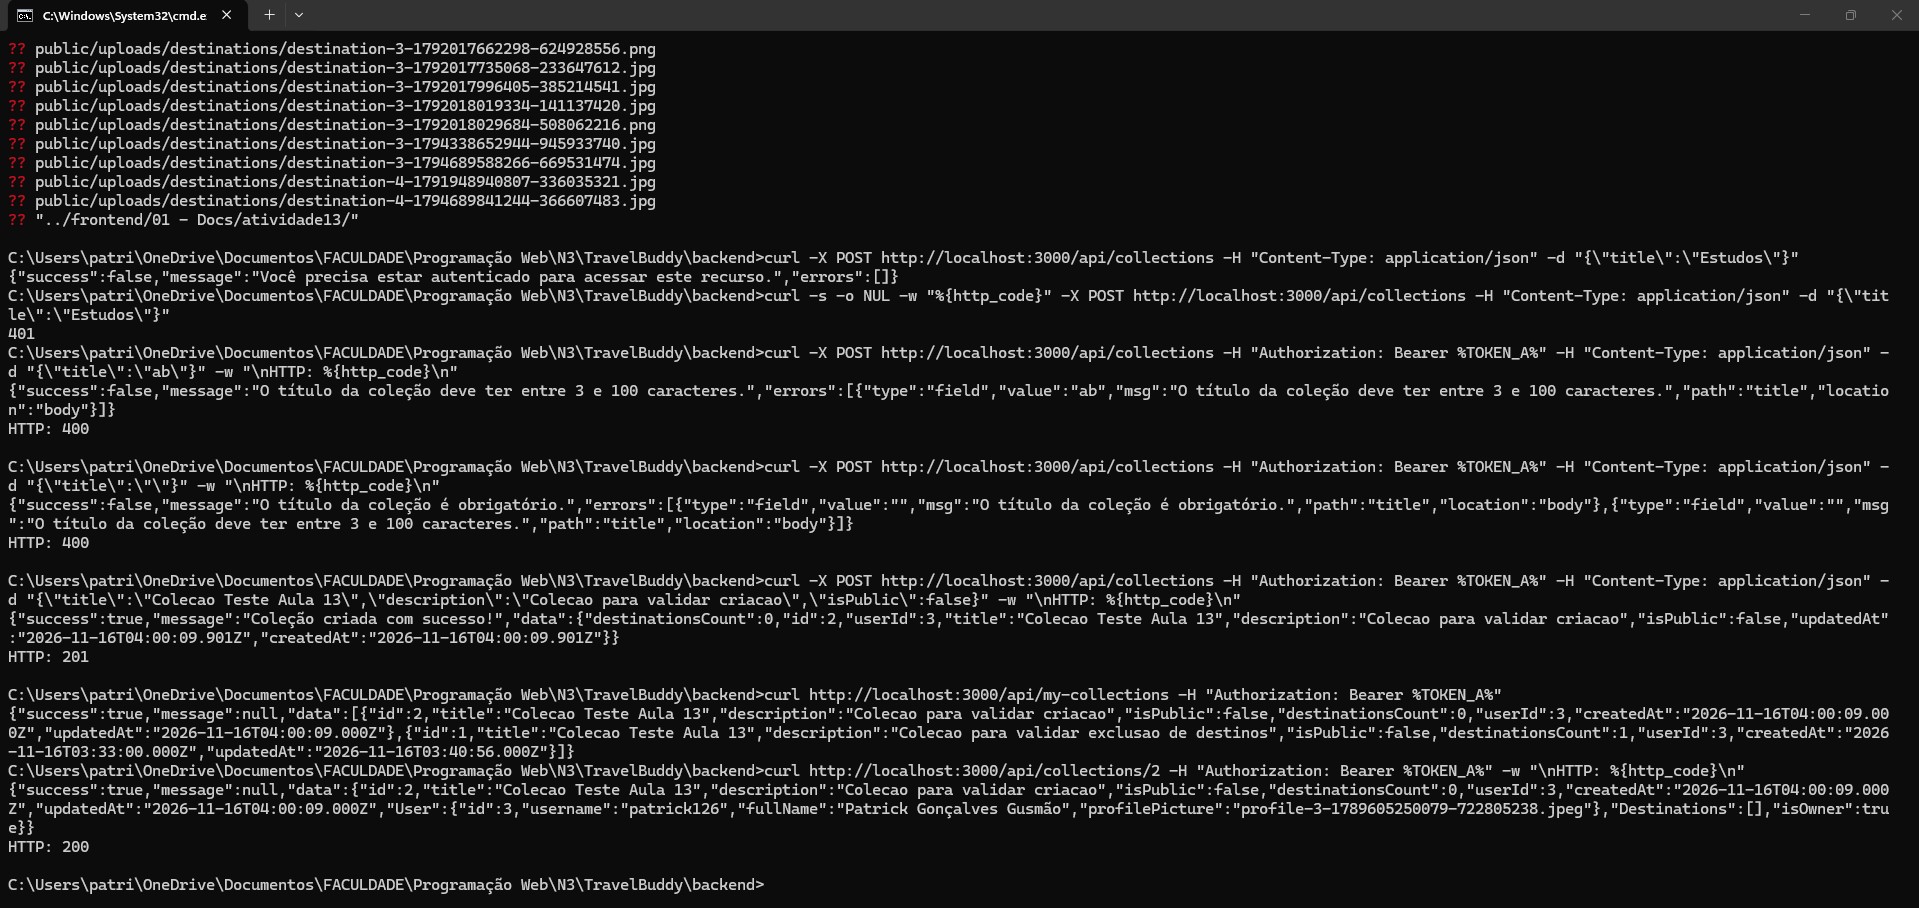 C:\Windows\System32\cmd.e
?? public/uploads/destinations/destination-3-1792017662298-624928556.png
?? public/uploads/destinations/destination-3-1792017735068-233647612.jpg
?? public/uploads/destinations/destination-3-1792017996405-385214541.jpg
?? public/uploads/destinations/destination-3-1792018019334-141137420.jpg
?? public/uploads/destinations/destination-3-1792018029684-508062216.png
?? public/uploads/destinations/destination-3-1794338652944-945933740.jpg
?? public/uploads/destinations/destination-3-1794689588266-669531474.jpg
?? public/uploads/destinations/destination-4-1791948940807-336035321.jpg
?? public/uploads/destinations/destination-4-1794689841244-366607483.jpg
?? "../frontend/01 - Docs/atividade13/"
C:\Users\patri\OneDrive\Documentos\FACULDADE\Programação Web\N3\TravelBuddy\backend>curl -X POST http://localhost:3000/api/collections -H "Content-Type: application/json" -d "{\"title\":\"Estudos\"}"
{"success":false,"message":"Você precisa estar autenticado para acessar este recurso.","errors":[]}
C:\Users\patri\OneDrive\Documentos\FACULDADE\Programação Web\N3\TravelBuddy\backend>curl -s -o NUL -w "%{http_code}" -X POST http://localhost:3000/api/collections -H "Content-Type: application/json" -d "{\"tit
le\":\"Estudos\"}"
401
C:\Users\patri\OneDrive\Documentos\FACULDADE\Programação Web\N3\TravelBuddy\backend>curl -X POST http://localhost:3000/api/collections -H "Authorization: Bearer %TOKEN_A%" -H "Content-Type: application/json" -
d "{\"title\":\"ab\"}" -w "\nHTTP: %{http_code}\n"
{"success":false,"message":"O título da coleção deve ter entre 3 e 100 caracteres.","errors":[{"type":"field","value":"ab","msg":"O título da coleção deve ter entre 3 e 100 caracteres.","path":"title","locatio
n":"body"}]}
HTTP: 400
C:\Users\patri\OneDrive\Documentos\FACULDADE\Programação Web\N3\TravelBuddy\backend>curl -X POST http://localhost:3000/api/collections -H "Authorization: Bearer %TOKEN_A%" -H "Content-Type: application/json" -
d "{\"title\":\"\"}" -w "\nHTTP: %{http_code}\n"
{"success":false,"message":"O título da coleção é obrigatório.","errors":[{"type":"field","value":"","msg":"O título da coleção é obrigatório.","path":"title","location":"body"},{"type":"field","value":"","msg
":"O título da coleção deve ter entre 3 e 100 caracteres.","path":"title","location":"body"}]}
HTTP: 400
C:\Users\patri\OneDrive\Documentos\FACULDADE\Programação Web\N3\TravelBuddy\backend>curl -X POST http://localhost:3000/api/collections -H "Authorization: Bearer %TOKEN_A%" -H "Content-Type: application/json" -
d "{\"title\":\"Colecao Teste Aula 13\",\"description\":\"Colecao para validar criacao\",\"isPublic\":false}" -w "\nHTTP: %{http_code}\n"
{"success":true,"message":"Coleção criada com sucesso!","data":{"destinationsCount":0,"id":2,"userId":3,"title":"Colecao Teste Aula 13","description":"Colecao para validar criacao","isPublic":false,"updatedAt"
:"2026-11-16T04:00:09.901Z","createdAt":"2026-11-16T04:00:09.901Z"}}
HTTP: 201
C:\Users\patri\OneDrive\Documentos\FACULDADE\Programação Web\N3\TravelBuddy\backend>curl http://localhost:3000/api/my-collections -H "Authorization: Bearer %TOKEN_A%"
{"success":true,"message":null,"data":[{"id":2,"title":"Colecao Teste Aula 13","description":"Colecao para validar criacao","isPublic":false,"destinationsCount":0,"userId":3,"createdAt":"2026-11-16T04:00:09.00
0Z","updatedAt":"2026-11-16T04:00:09.000Z"},{"id":1,"title":"Colecao Teste Aula 13","description":"Colecao para validar exclusao de destinos","isPublic":false,"destinationsCount":1,"userId":3,"createdAt":"2026
-11-16T03:33:00.000Z","updatedAt":"2026-11-16T03:40:56.000Z"}]}
C:\Users\patri\OneDrive\Documentos\FACULDADE\Programação Web\N3\TravelBuddy\backend>curl http://localhost:3000/api/collections/2 -H "Authorization: Bearer %TOKEN_A%" -w "\nHTTP: %{http_code}\n"
{"success":true,"message":null,"data":{"id":2,"title":"Colecao Teste Aula 13","description":"Colecao para validar criacao","isPublic":false,"destinationsCount":0,"userId":3,"createdAt":"2026-11-16T04:00:09.000
Z","updatedAt":"2026-11-16T04:00:09.000Z","User":{"id":3,"username":"patrick126","fullName":"Patrick Gonçalves Gusmão","profilePicture":"profile-3-1789605250079-722805238.jpeg"},"Destinations":[],"isOwner":tru
e}}
HTTP: 200
C:\Users\patri\OneDrive\Documentos\FACULDADE\Programação Web\N3\TravelBuddy\backend>